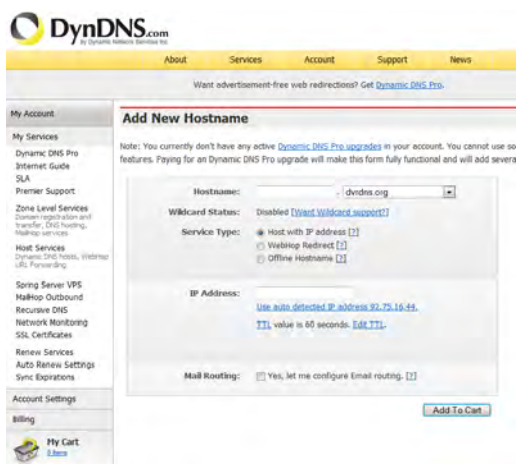 DynDNS.com
by Dynamic Network Services Inc.
About Services Account Support News
Want advertisement-free web redirections? Get Dynamic DNS Pro.
My Account
My Services
Dynamic DNS Pro
Internet Guide
SLA
Premier Support
Zone Level Services
Domain registration and
transfer, DNS hosting,
MailHop services
Host Services
Dynamic DNS hosts, WebHop
URL Forwarding
Spring Server VPS
MailHop Outbound
Recursive DNS
Network Monitoring
SSL Certificates
Renew Services
Auto Renew Settings
Sync Expirations
Account Settings
Billing
My Cart
0 items
Add New Hostname
Note: You currently don't have any active Dynamic DNS Pro upgrades in your account. You cannot use so
features. Paying for an Dynamic DNS Pro upgrade will make this form fully functional and will add severa
Hostname: . dyndns.org
Wildcard Status: Disabled [Want Wildcard support?]
Service Type: Host with IP address [?]
WebHop Redirect [?]
Offline Hostname [?]
IP Address:
Use auto detected IP address 92.75.16.44.
TTL value is 60 seconds. Edit TTL.
Mail Routing: Yes, let me configure Email routing. [?]
Add To Cart